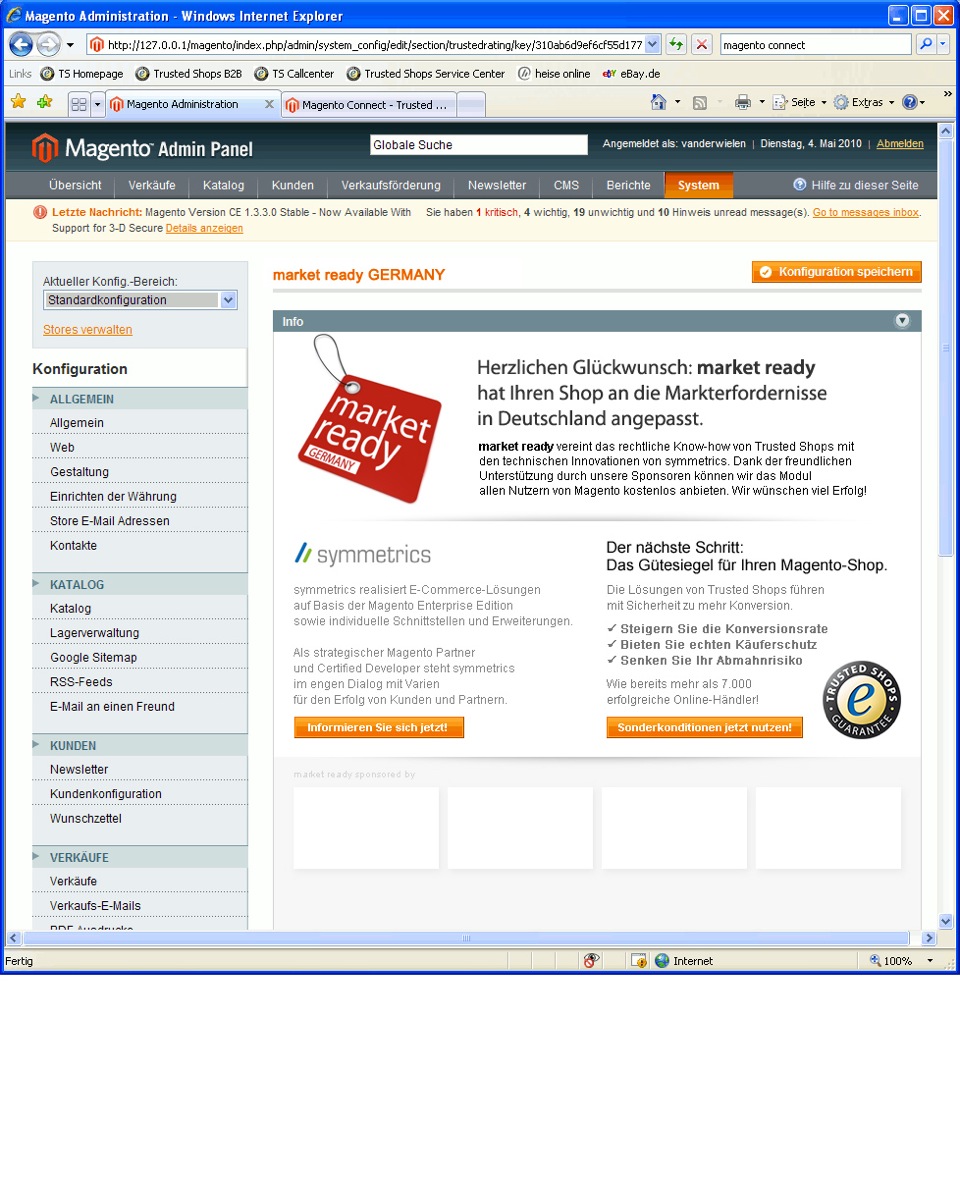 Magento Administration - Windows Internet Explorer
http://127.0.0.1/magento/index.php/admin/system_config/edit/section/trustedrating/key/310ab6d9ef6cf55d177
magento connect
Links TS Homepage Trusted Shops B2B TS Callcenter Trusted Shops Service Center heise online eBay.de
Magento Administration
Magento Connect - Trusted ...
Seite Extras
Magento Admin Panel
Globale Suche
Angemeldet als: vanderwielen | Dienstag, 4. Mai 2010 | Abmelden
Übersicht Verkäufe Katalog Kunden Verkaufsförderung Newsletter CMS Berichte System Hilfe zu dieser Seite
Letzte Nachricht: Magento Version CE 1.3.3.0 Stable - Now Available With
Support for 3-D Secure Details anzeigen
Sie haben 1 kritisch, 4 wichtig, 19 unwichtig und 10 Hinweis unread message(s). Go to messages inbox.
Aktueller Konfig.-Bereich:
Standardkonfiguration
Stores verwalten
Konfiguration
ALLGEMEIN
Allgemein
Web
Gestaltung
Einrichten der Währung
Store E-Mail Adressen
Kontakte
KATALOG
Katalog
Lagerverwaltung
Google Sitemap
RSS-Feeds
E-Mail an einen Freund
KUNDEN
Newsletter
Kundenkonfiguration
Wunschzettel
VERKÄUFE
Verkäufe
Verkaufs-E-Mails
PDF Ausdrucke
market ready GERMANY
Konfiguration speichern
Info
market
ready
GERMANY
Herzlichen Glückwunsch: market ready
hat Ihren Shop an die Markterfordernisse
in Deutschland angepasst.
market ready vereint das rechtliche Know-how von Trusted Shops mit
den technischen Innovationen von symmetrics. Dank der freundlichen
Unterstützung durch unsere Sponsoren können wir das Modul
allen Nutzern von Magento kostenlos anbieten. Wir wünschen viel Erfolg!
symmetrics
symmetrics realisiert E-Commerce-Lösungen
auf Basis der Magento Enterprise Edition
sowie individuelle Schnittstellen und Erweiterungen.
Als strategischer Magento Partner
und Certified Developer steht symmetrics
im engen Dialog mit Varien
für den Erfolg von Kunden und Partnern.
Informieren Sie sich jetzt!
Der nächste Schritt:
Das Gütesiegel für Ihren Magento-Shop.
Die Lösungen von Trusted Shops führen
mit Sicherheit zu mehr Konversion.
✓ Steigern Sie die Konversionsrate
✓ Bieten Sie echten Käuferschutz
✓ Senken Sie Ihr Abmahnrisiko
Wie bereits mehr als 7.000
erfolgreiche Online-Händler!
Sonderkonditionen jetzt nutzen!
TRUSTED SHOPS
e
GUARANTEE
market ready sponsored by
Fertig
Internet
100%